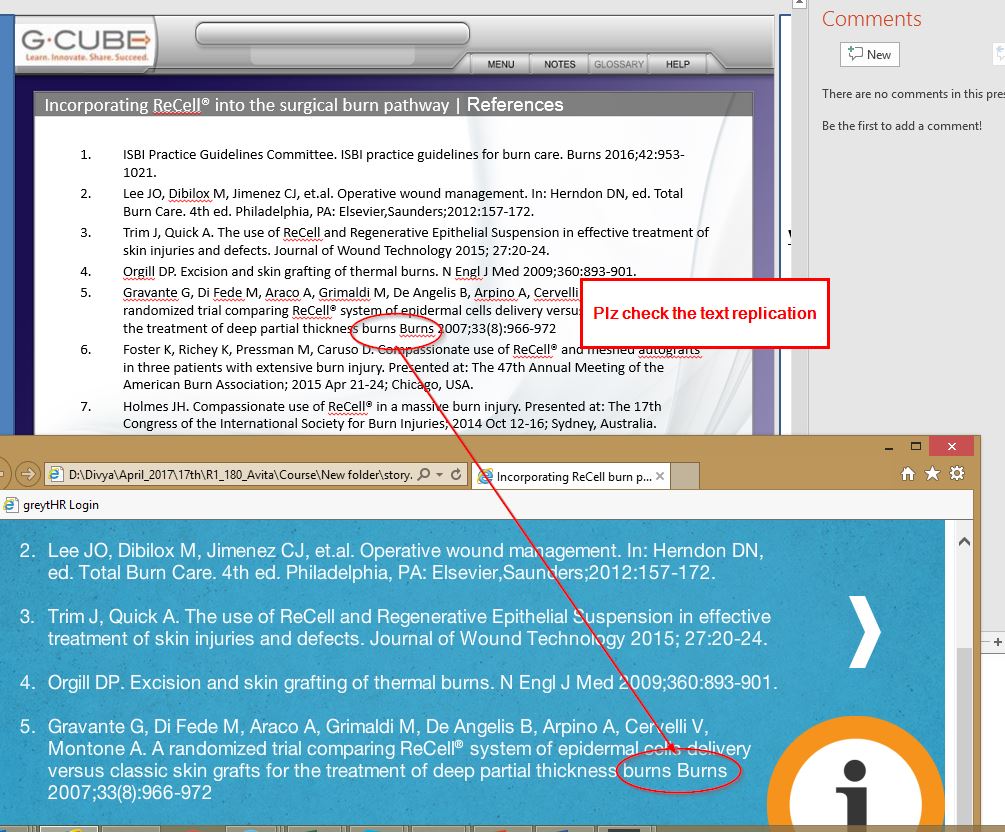 G-CUBE
Learn. Innovate. Share. Succeed.
MENU NOTES GLOSSARY HELP
Incorporating ReCell® into the surgical burn pathway | References
1. ISBI Practice Guidelines Committee. ISBI practice guidelines for burn care. Burns 2016;42:953-
1021.
2. Lee JO, Dibilox M, Jimenez CJ, et.al. Operative wound management. In: Herndon DN, ed. Total
Burn Care. 4th ed. Philadelphia, PA: Elsevier,Saunders;2012:157-172.
3. Trim J, Quick A. The use of ReCell and Regenerative Epithelial Suspension in effective treatment of
skin injuries and defects. Journal of Wound Technology 2015; 27:20-24.
4. Orgill DP. Excision and skin grafting of thermal burns. N Engl J Med 2009;360:893-901.
5. Gravante G, Di Fede M, Araco A, Grimaldi M, De Angelis B, Arpino A, Cervelli
randomized trial comparing ReCell® system of epidermal cells delivery versu
the treatment of deep partial thickness burns Burns 2007;33(8):966-972
6. Foster K, Richey K, Pressman M, Caruso D. Compassionate use of ReCell® and meshed autografts
in three patients with extensive burn injury. Presented at: The 47th Annual Meeting of the
American Burn Association; 2015 Apr 21-24; Chicago, USA.
7. Holmes JH. Compassionate use of ReCell® in a massive burn injury. Presented at: The 17th
Congress of the International Society for Burn Injuries; 2014 Oct 12-16; Sydney, Australia.
Plz check the text replication
Comments
New
There are no comments in this pres
Be the first to add a comment!
D:\Divya\April_2017\17th\R1_180_Avita\Course\New folder\story.
Incorporating ReCell burn p...
greytHR Login
2. Lee JO, Dibilox M, Jimenez CJ, et.al. Operative wound management. In: Herndon DN,
ed. Total Burn Care. 4th ed. Philadelphia, PA: Elsevier,Saunders;2012:157-172.
3. Trim J, Quick A. The use of ReCell and Regenerative Epithelial Suspension in effective
treatment of skin injuries and defects. Journal of Wound Technology 2015; 27:20-24.
4. Orgill DP. Excision and skin grafting of thermal burns. N Engl J Med 2009;360:893-901.
5. Gravante G, Di Fede M, Araco A, Grimaldi M, De Angelis B, Arpino A, Cervelli V,
Montone A. A randomized trial comparing ReCell® system of epidermal cells delivery
versus classic skin grafts for the treatment of deep partial thickness burns Burns
2007;33(8):966-972